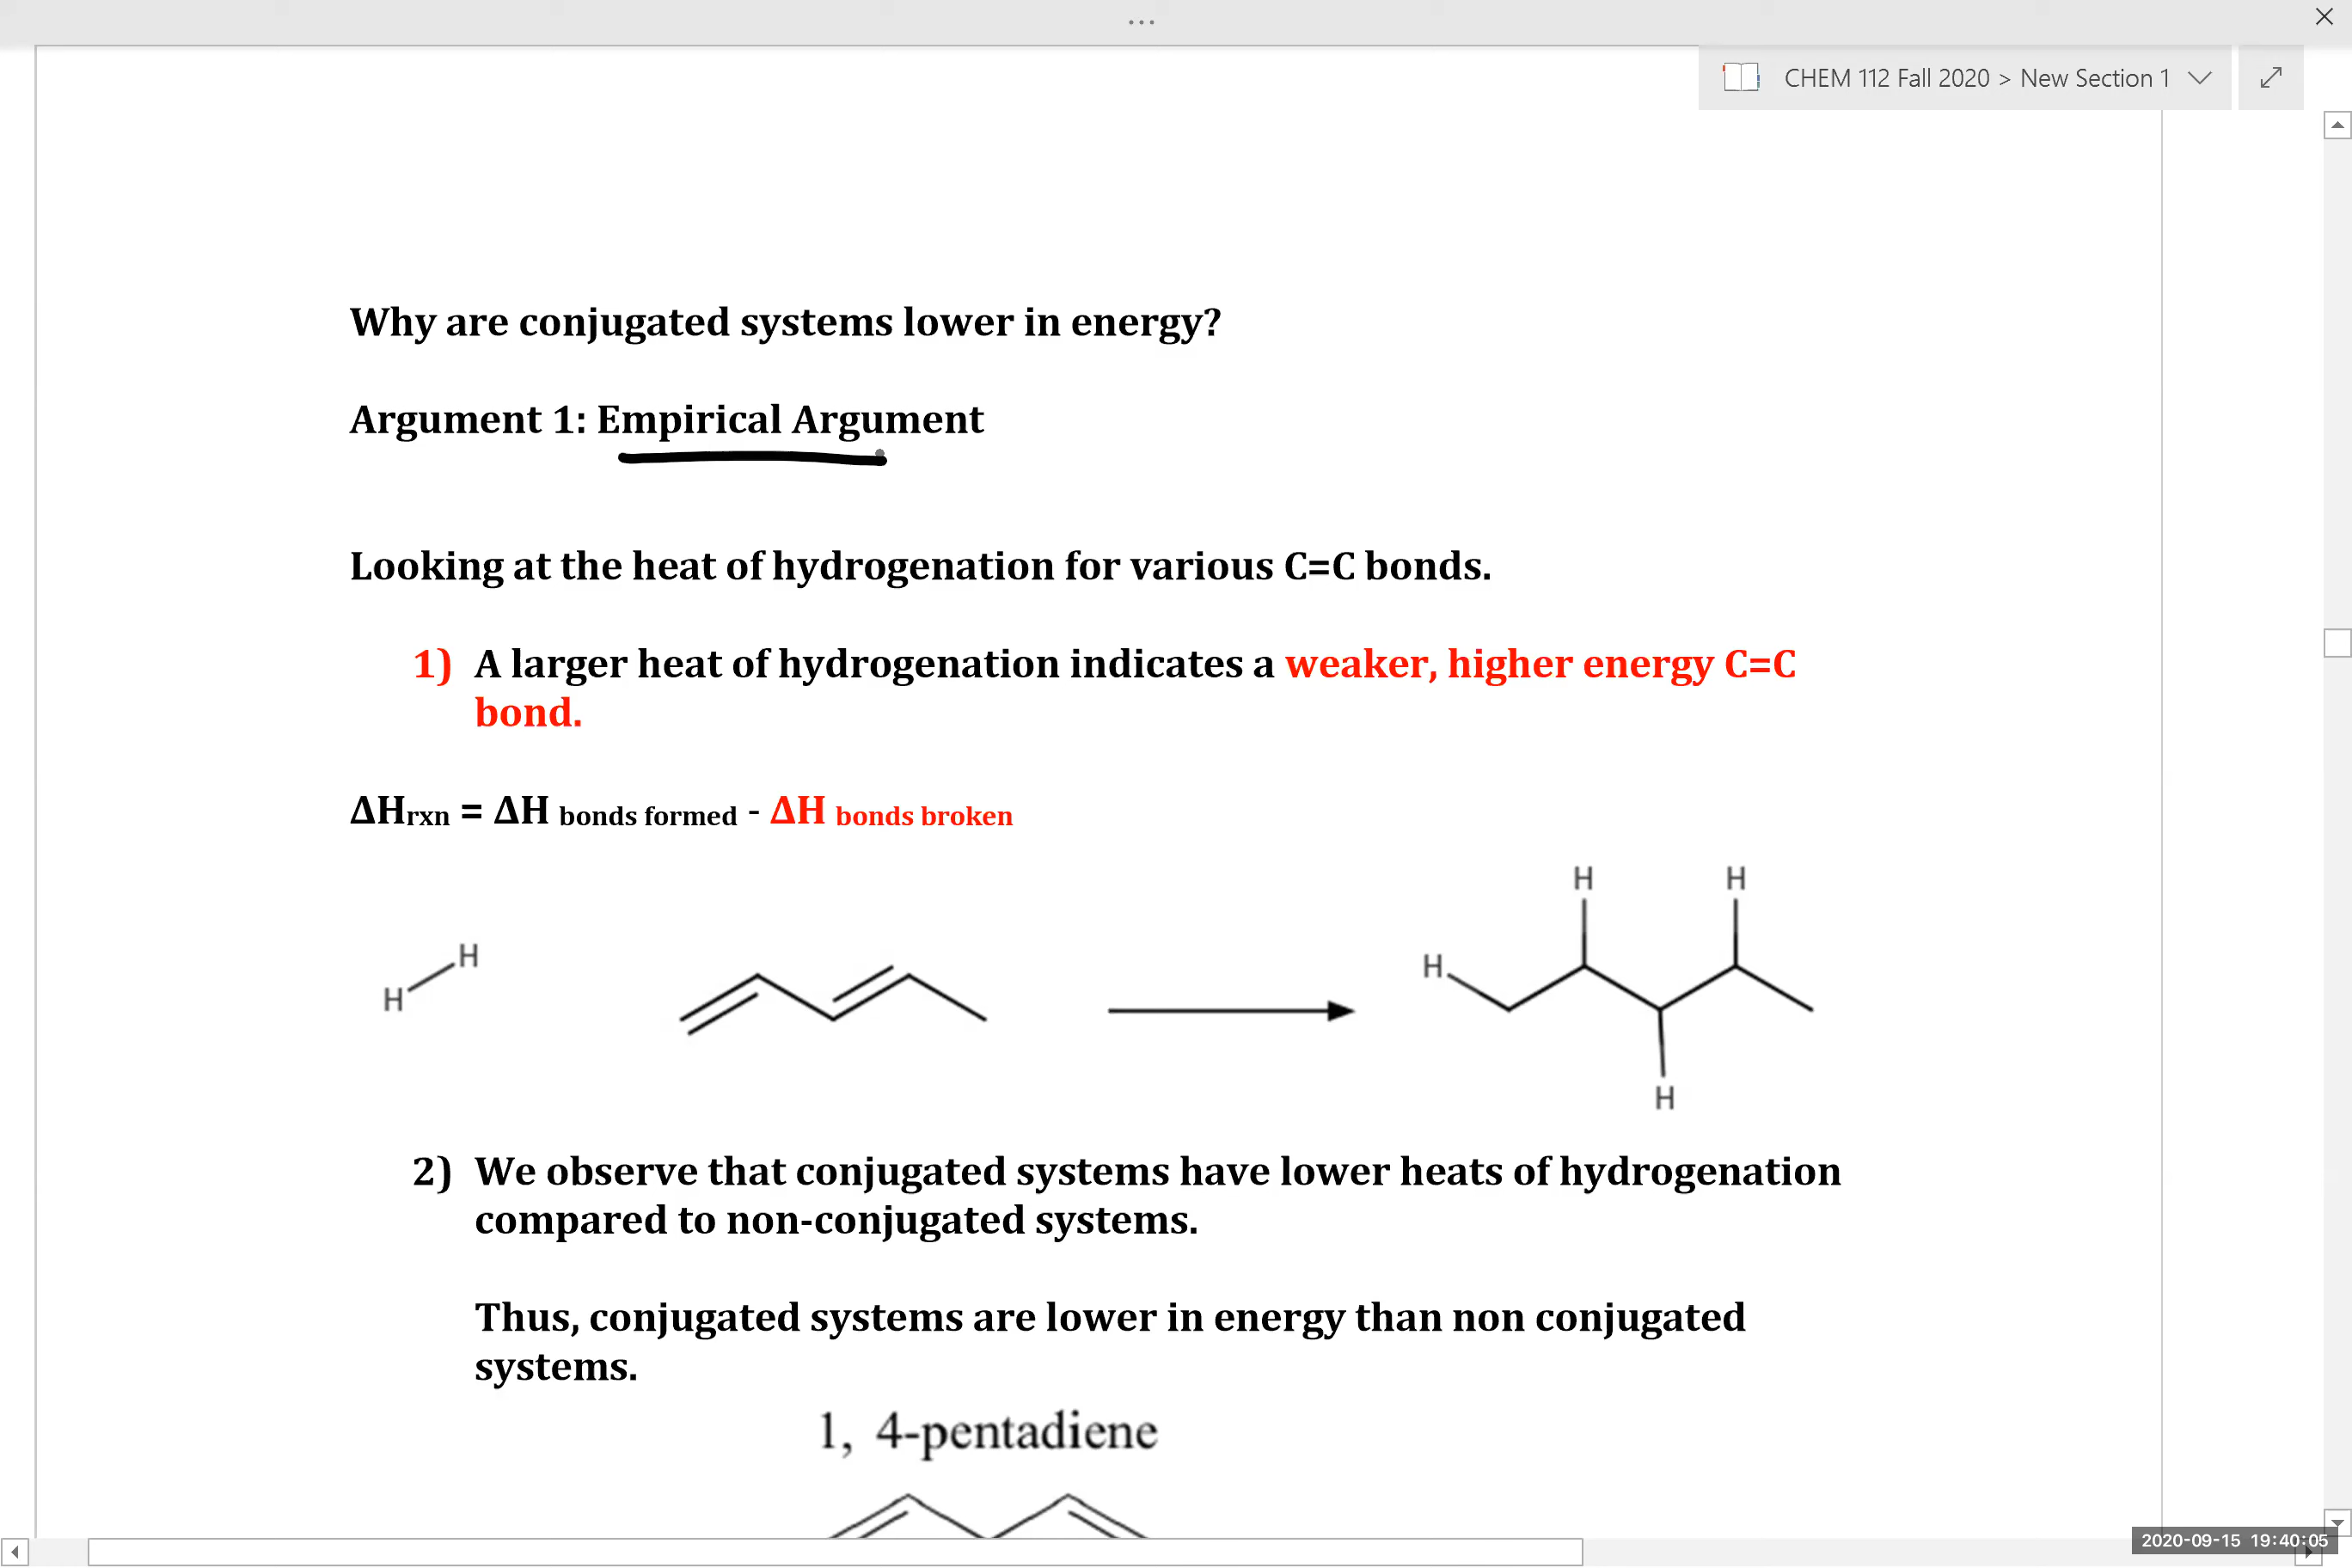 CHEM 112 Fall 2020 > New Section 1
Why are conjugated systems lower in energy?
Argument 1: Empirical Argument
Looking at the heat of hydrogenation for various C=C bonds.
1) A larger heat of hydrogenation indicates a weaker, higher energy C=C
bond.
ΔHrxn = ΔH bonds formed - ΔH bonds broken
H H
H H
H
H
H
2) We observe that conjugated systems have lower heats of hydrogenation
compared to non-conjugated systems.
Thus, conjugated systems are lower in energy than non conjugated
systems.
1, 4-pentadiene
2020-09-15 19:40:05